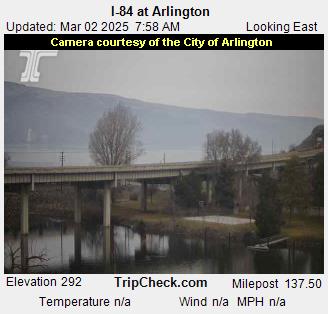 I-84 at Arlington
Updated: Mar 02 2025 7:58 AM Looking East
Camera courtesy of the City of Arlington
Elevation 292 TripCheck.com Milepost 137.50
Temperature n/a Wind n/a MPH n/a